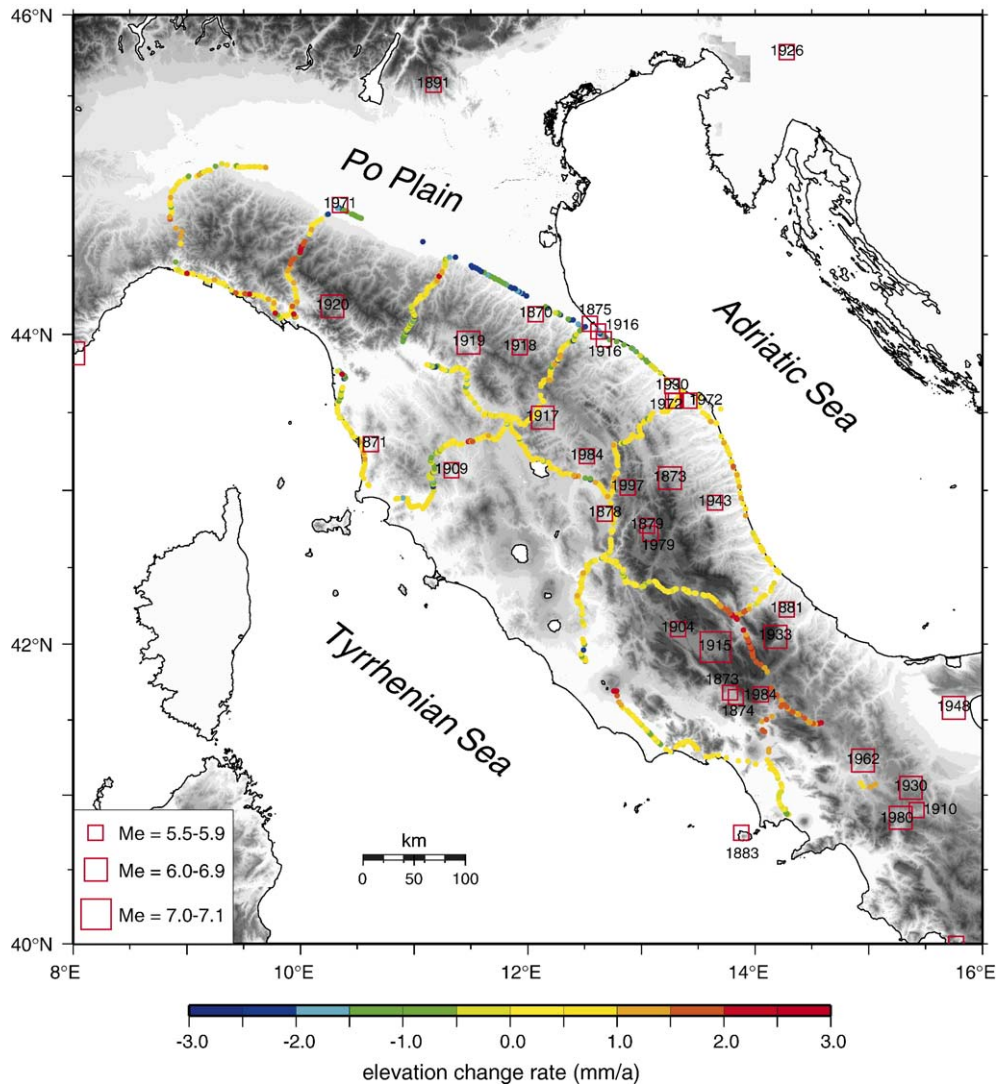 46°N
1926
1891
Po Plain
1971
1920
1870
1875
1916
1916
44°N
1919
1918
Adriatic Sea
1930
1972
1972
1917
1871
1909
1984
1997
1873
1943
1878
1879
1979
1881
1904
1933
42°N
1915
1873
1984
1874
1948
Tyrrhenian Sea
1962
1930
1910
1980
1883
Me = 5.5-5.9
Me = 6.0-6.9
Me = 7.0-7.1
km
0 50 100
40°N
8°E 10°E 12°E 14°E 16°E
-3.0 -2.0 -1.0 0.0 1.0 2.0 3.0
elevation change rate (mm/a)